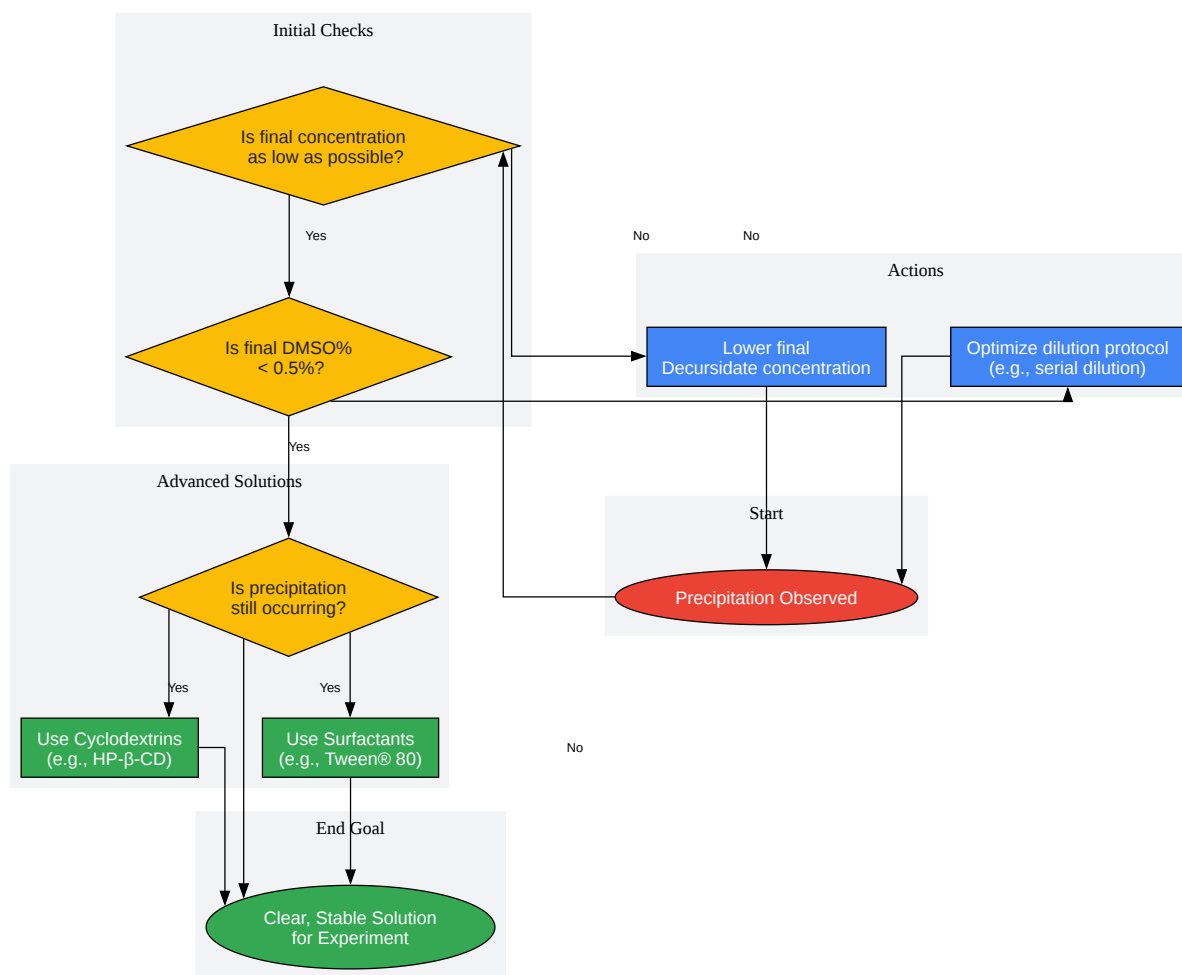 Initial Checks
Is final concentration
as low as possible?
Yes
No
No
Actions
Is final DMSO%
< 0.5%?
Lower final
Decursidate concentration
Optimize dilution protocol
(e.g., serial dilution)
Yes
Advanced Solutions
Start
Is precipitation
still occurring?
Precipitation Observed
Yes
Yes
Use Cyclodextrins
(e.g., HP-β-CD)
Use Surfactants
(e.g., Tween® 80)
No
End Goal
Clear, Stable Solution
for Experiment